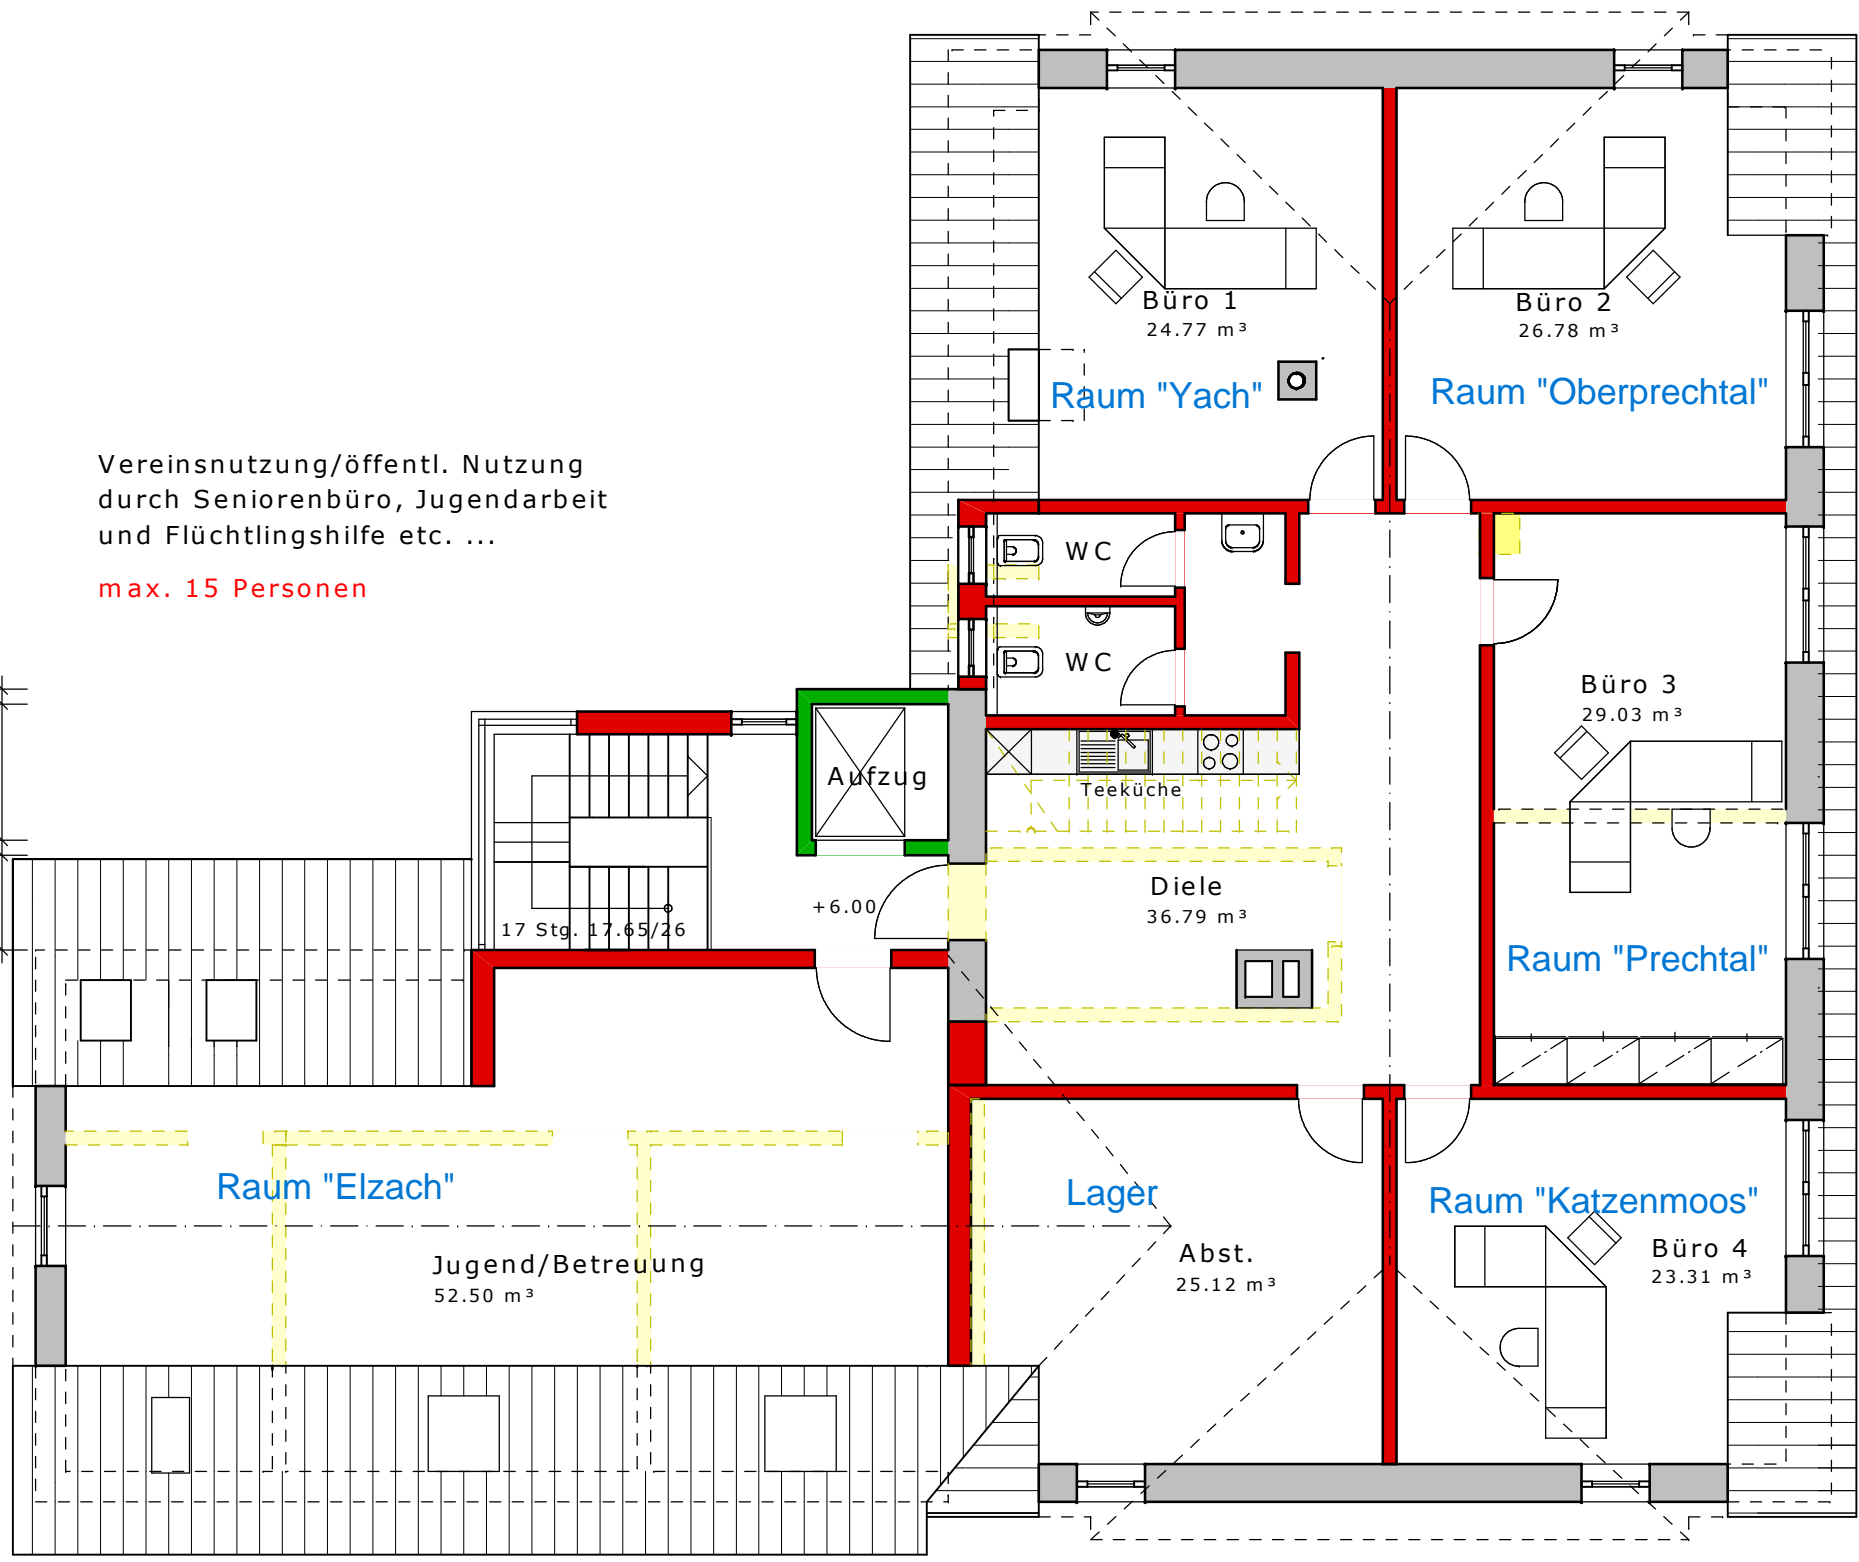 Büro 1
24.77 m³
Raum "Yach"
Büro 2
26.78 m³
Raum "Oberprechtal"
Vereinsnutzung/öffentl. Nutzung
durch Seniorenbüro, Jugendarbeit
und Flüchtlingshilfe etc. ...
max. 15 Personen
WC
WC
Büro 3
29.03 m³
Aufzug
Teeküche
Diele
36.79 m³
+6.00
17 Stg. 17.65/26
Raum "Prechtal"
Raum "Elzach"
Jugend/Betreuung
52.50 m³
Lager
Abst.
25.12 m³
Raum "Katzenmoos"
Büro 4
23.31 m³